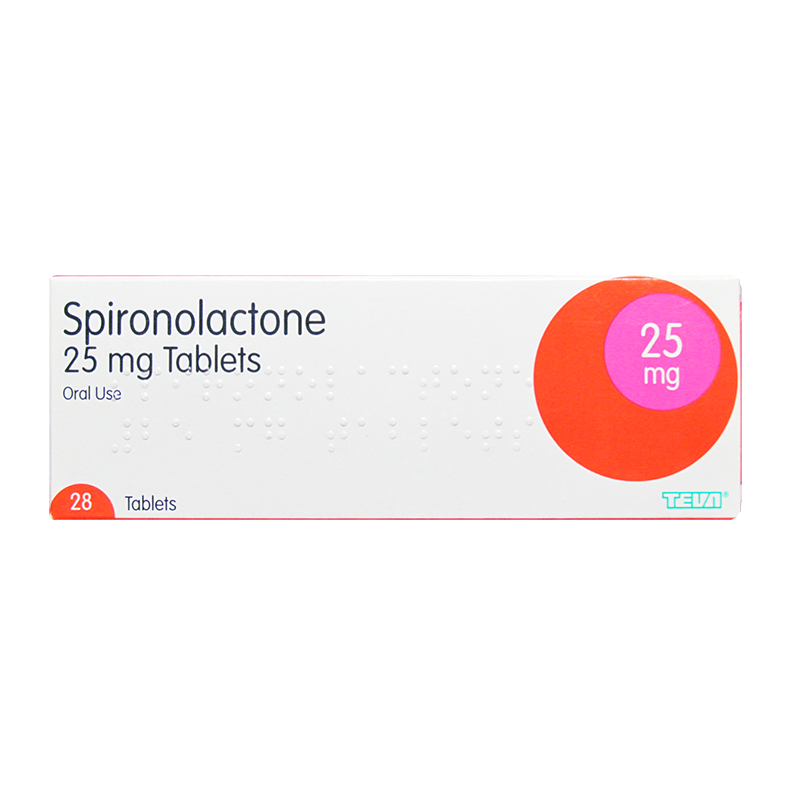 Spironolactone
25 mg Tablets
Oral Use
25
mg
28 Tablets
TEVA®